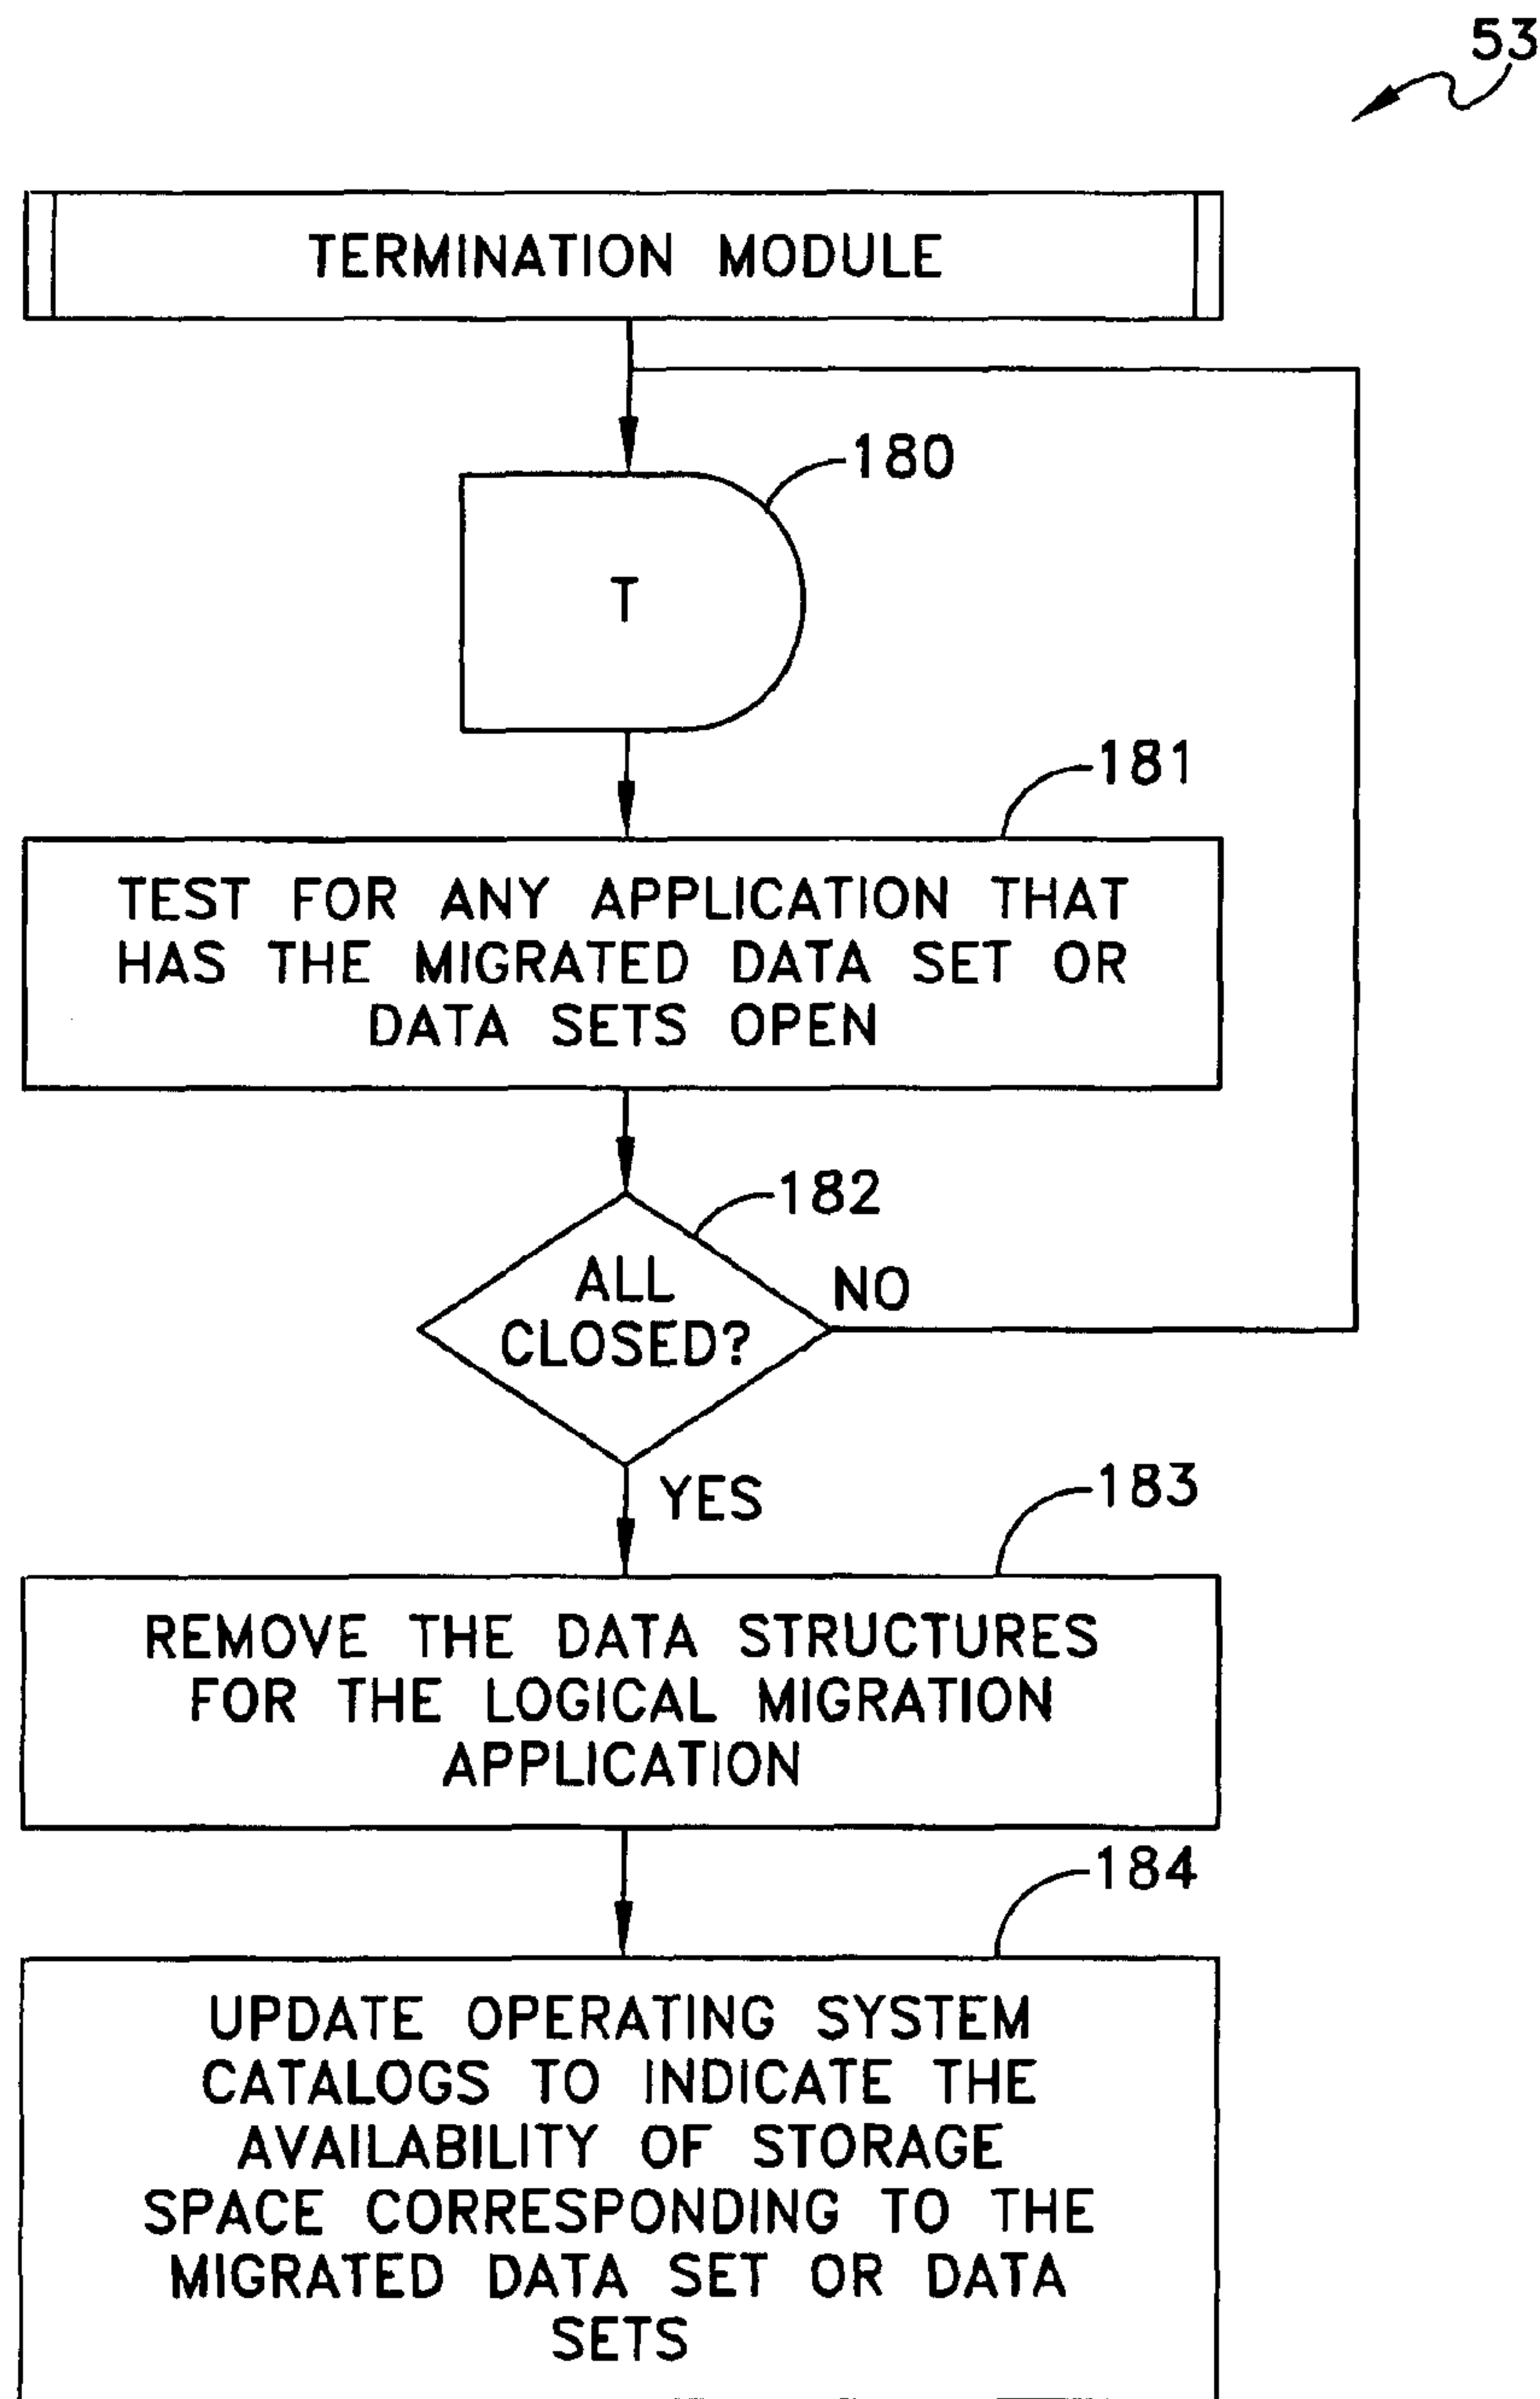 53
TERMINATION MODULE
180
T
181
TEST FOR ANY APPLICATION THAT
HAS THE MIGRATED DATA SET OR
DATA SETS OPEN
182
ALL
CLOSED?
NO
YES
183
REMOVE THE DATA STRUCTURES
FOR THE LOGICAL MIGRATION
APPLICATION
184
UPDATE OPERATING SYSTEM
CATALOGS TO INDICATE THE
AVAILABILITY OF STORAGE
SPACE CORRESPONDING TO THE
MIGRATED DATA SET OR DATA
SETS